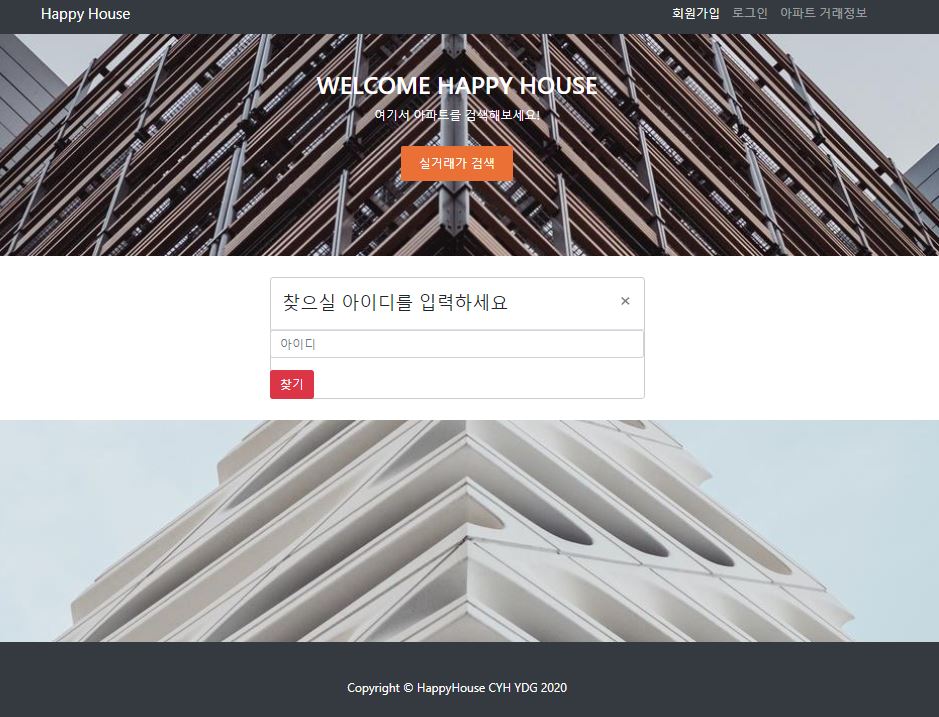 Happy House
회원가입 로그인 아파트 거래정보
WELCOME HAPPY HOUSE
여기서 아파트를 검색해보세요!
실거래가 검색
찾으실 아이디를 입력하세요 ×
아이디
찾기
Copyright © HappyHouse CYH YDG 2020